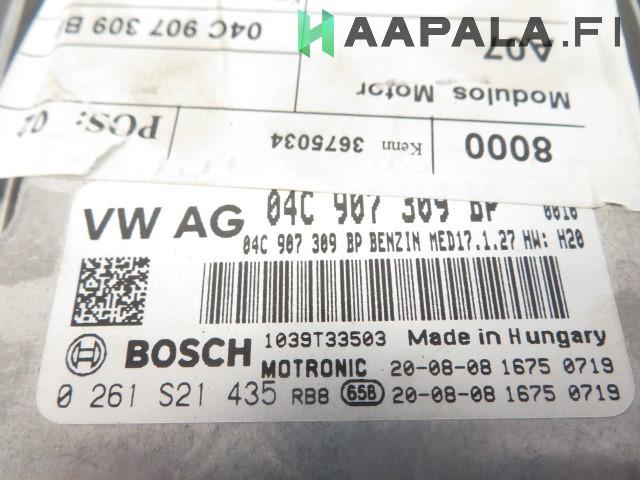 HAAPALA.FI
04C 907 309 B
A07
Modulos Motor
8000
Kenn 3675034
POS: 02
VW AG 04C 907 309 BP 0010
04C 907 309 BP BENZIN MED17.1.27 HW: H20
1039T33503 Made in Hungary
BOSCH
MOTRONIC 20-08-08 1675 0719
0 261 S21 435 RB8 658 20-08-08 1675 0719